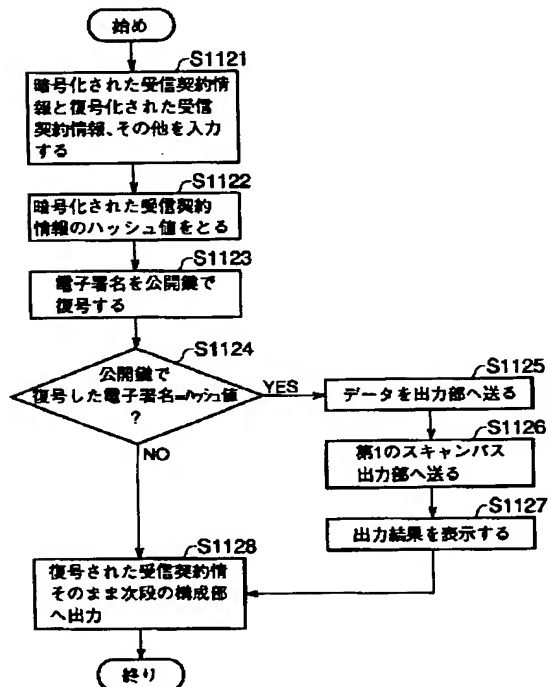 始め
S1121
暗号化された受信契約情
報と復号化された受信
契約情報、その他を入力
する
S1122
暗号化された受信契約
情報のハッシュ値をとる
S1123
電子署名を公開鍵で
復号する
S1124
公開鍵で
復号した電子署名=ハッシュ値
?
YES
NO
S1125
データを出力部へ送る
S1126
第1のスキャンパス
出力部へ送る
S1127
出力結果を表示する
S1128
復号された受信契約情
そのまま次段の構成部
へ出力
終り